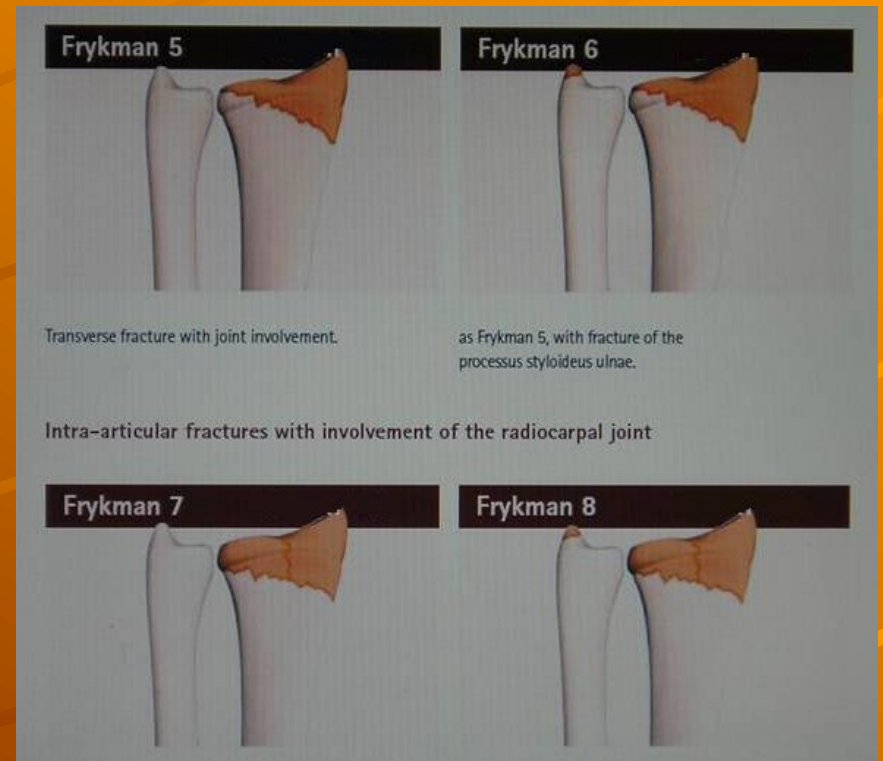 Frykman 5
Frykman 6
Transverse fracture with joint involvement.
as Frykman 5, with fracture of the
processus styloideus ulnae.
Intra-articular fractures with involvement of the radiocarpal joint
Frykman 7
Frykman 8